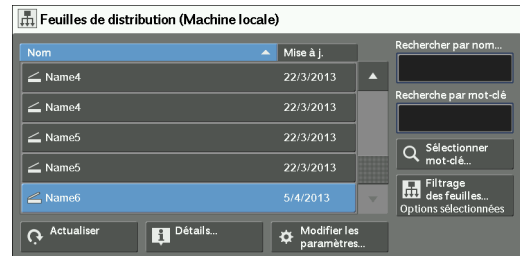 Feuilles de distribution (Machine locale)
Nom Mise à j.
Name4 22/3/2013
Name4 22/3/2013
Name5 22/3/2013
Name5 22/3/2013
Name6 5/4/2013
Actualiser
Détails...
Modifier les
paramètres...
Rechercher par nom...
Recherche par mot-clé
Sélectionner
mot-clé...
Filtrage
des feuilles...
Options sélectionnées